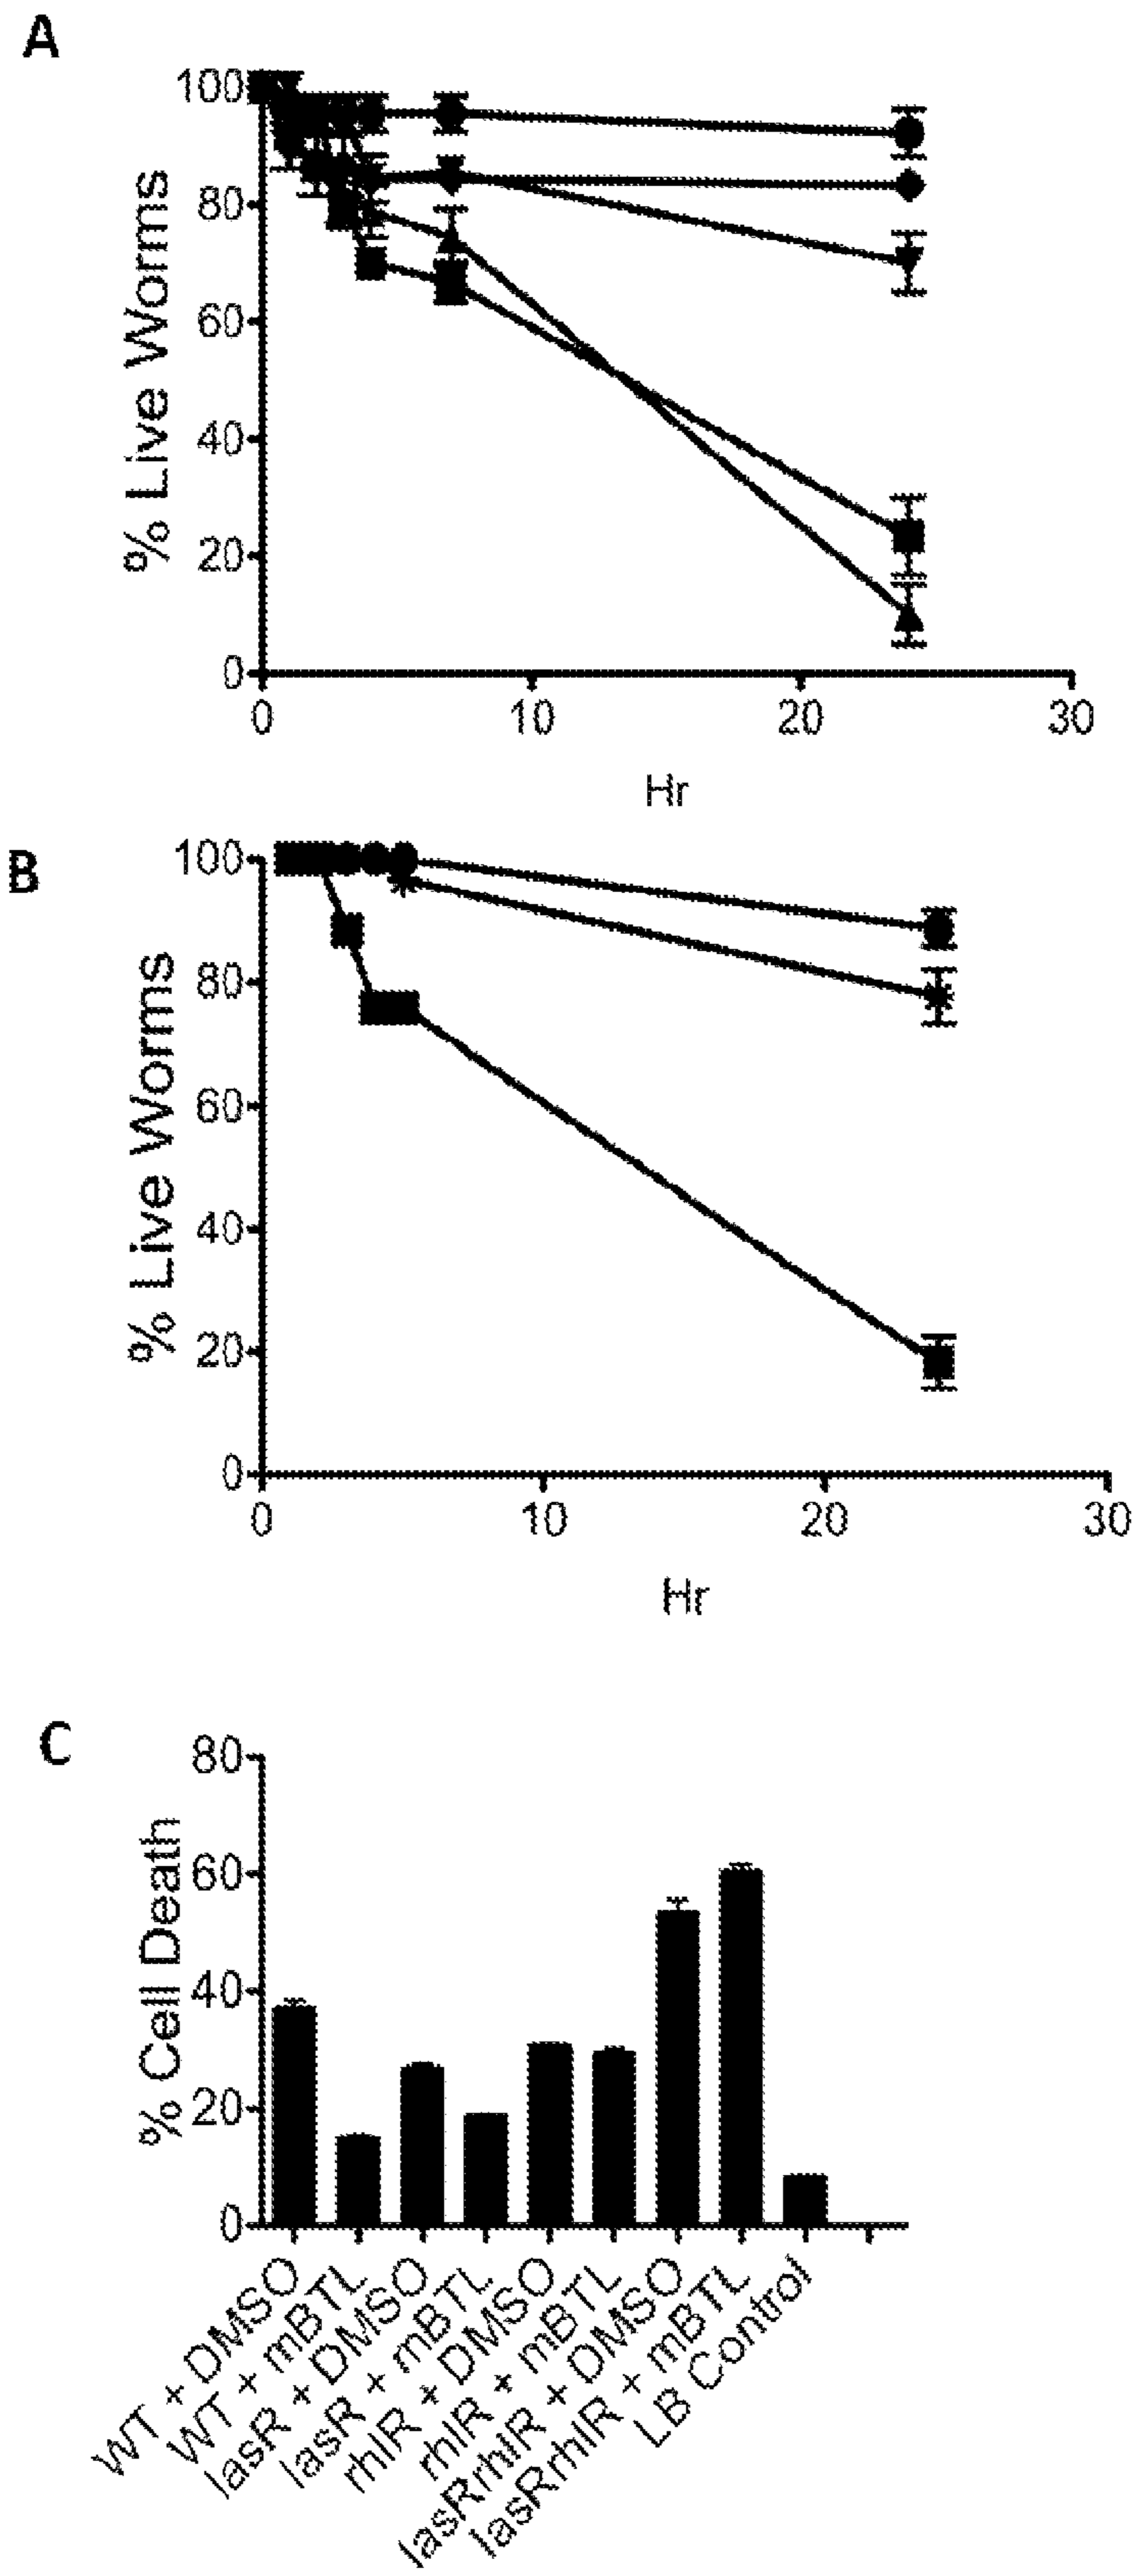 A
100
80
60
40
20
0
% Live Worms
0 10 20 30
Hr
B
100
80
60
40
20
0
% Live Worms
0 10 20 30
Hr
C
80
60
40
20
0
% Cell Death
WT + DMSO
WT + mBTL
lasR + DMSO
lasR + mBTL
rhlR + DMSO
rhlR + mBTL
lasRrhlR + DMSO
lasRrhlR + mBTL
LB Control